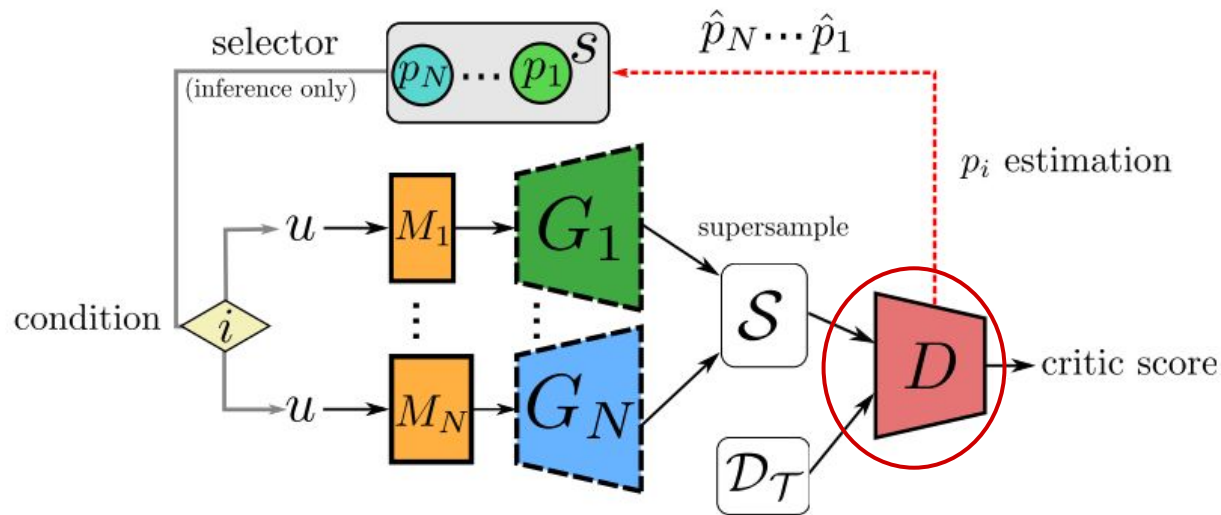 selector
(inference only)
p_N ... p_1 s
p̂_N ... p̂_1
p_i estimation
u M_1 G_1
supersample
S
condition i
D critic score
u M_N G_N
D_T